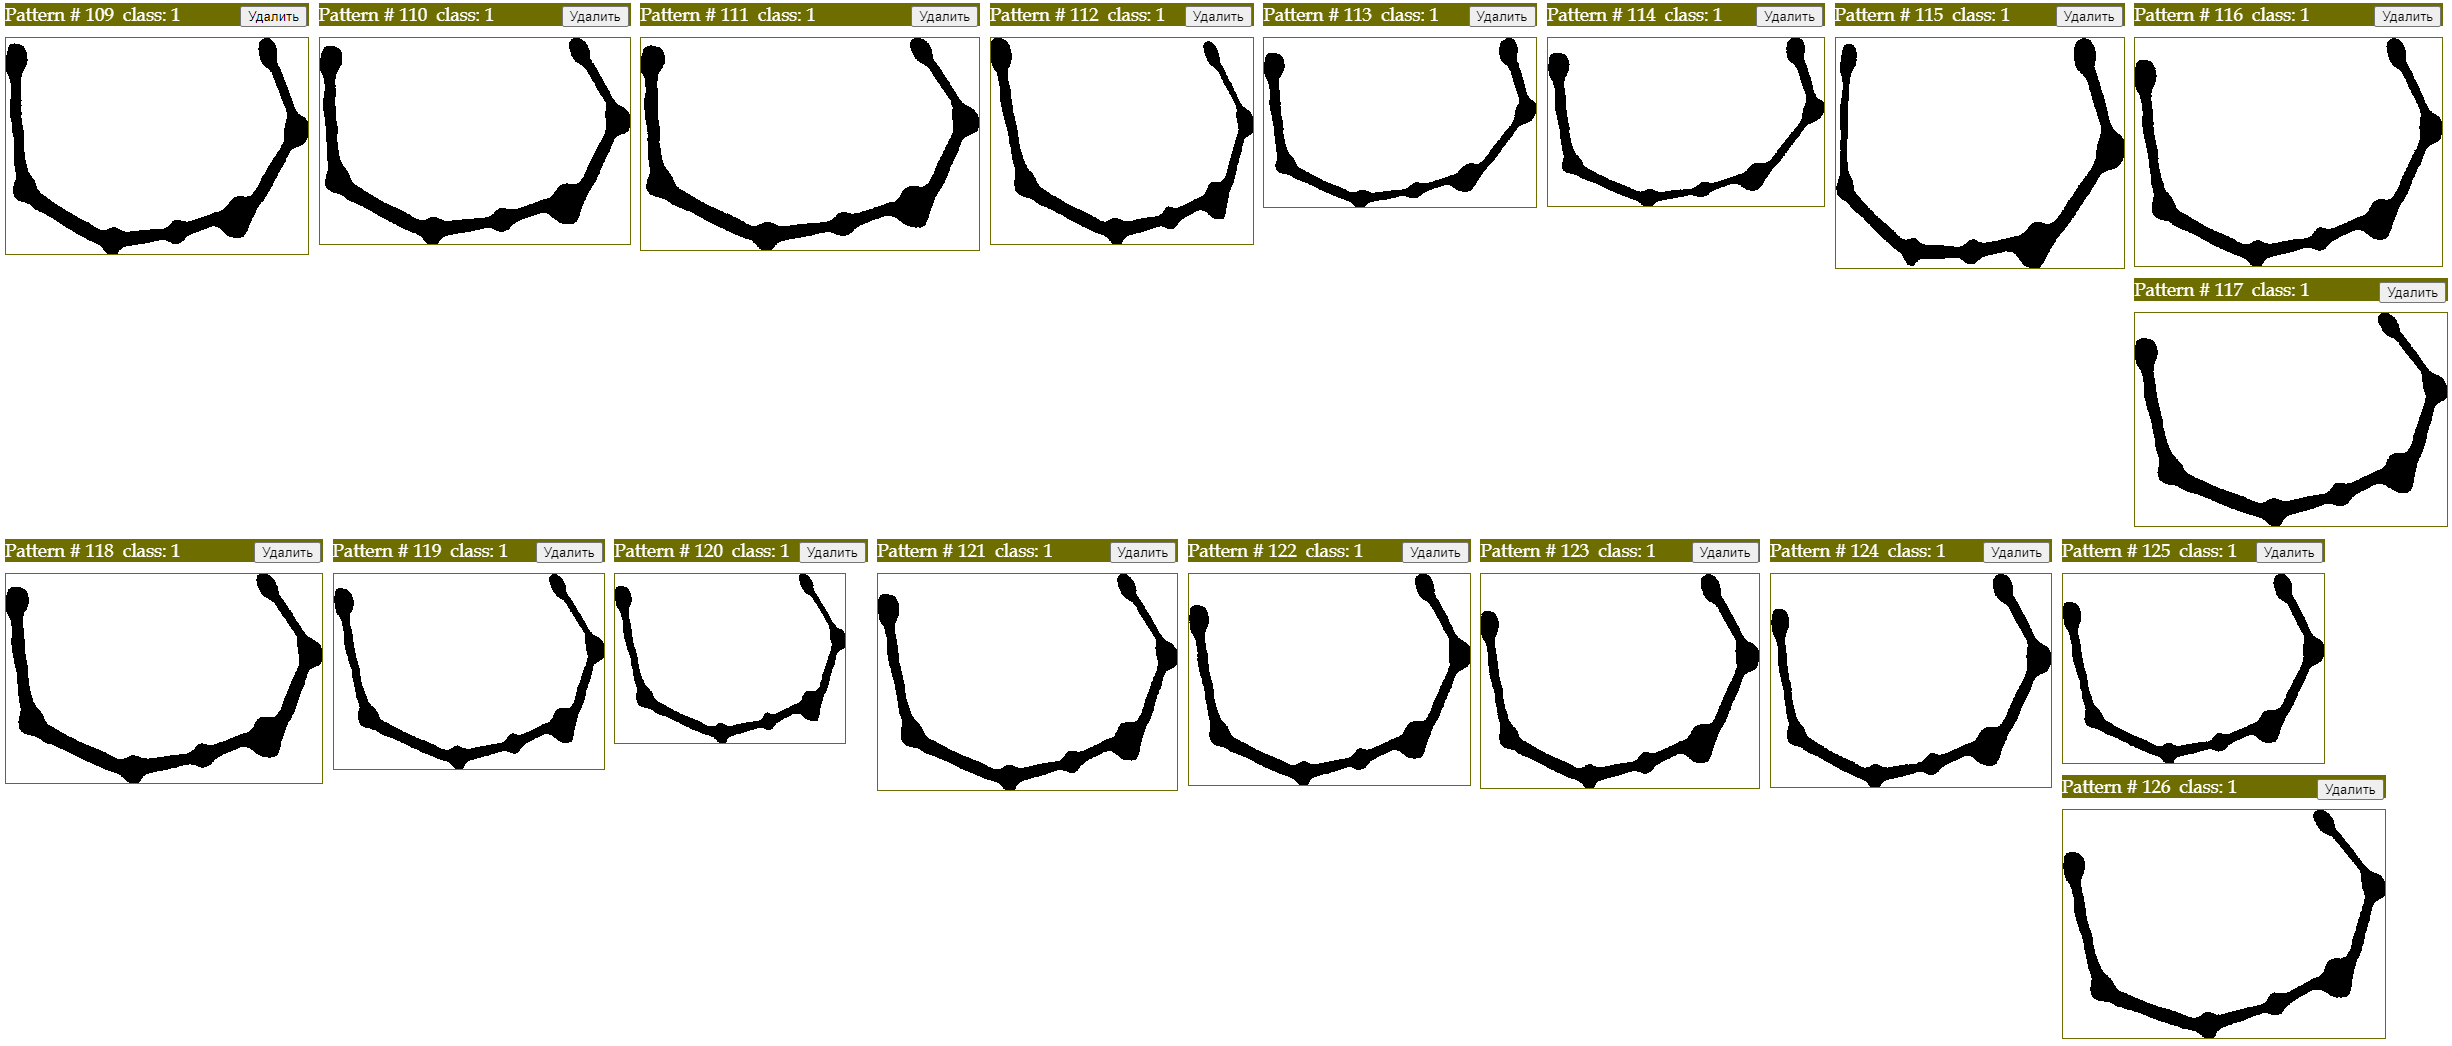 Pattern # 109 class: 1 Удалить
Pattern # 110 class: 1 Удалить
Pattern # 111 class: 1 Удалить
Pattern # 112 class: 1 Удалить
Pattern # 113 class: 1 Удалить
Pattern # 114 class: 1 Удалить
Pattern # 115 class: 1 Удалить
Pattern # 116 class: 1 Удалить
Pattern # 117 class: 1 Удалить
Pattern # 118 class: 1 Удалить
Pattern # 119 class: 1 Удалить
Pattern # 120 class: 1 Удалить
Pattern # 121 class: 1 Удалить
Pattern # 122 class: 1 Удалить
Pattern # 123 class: 1 Удалить
Pattern # 124 class: 1 Удалить
Pattern # 125 class: 1 Удалить
Pattern # 126 class: 1 Удалить